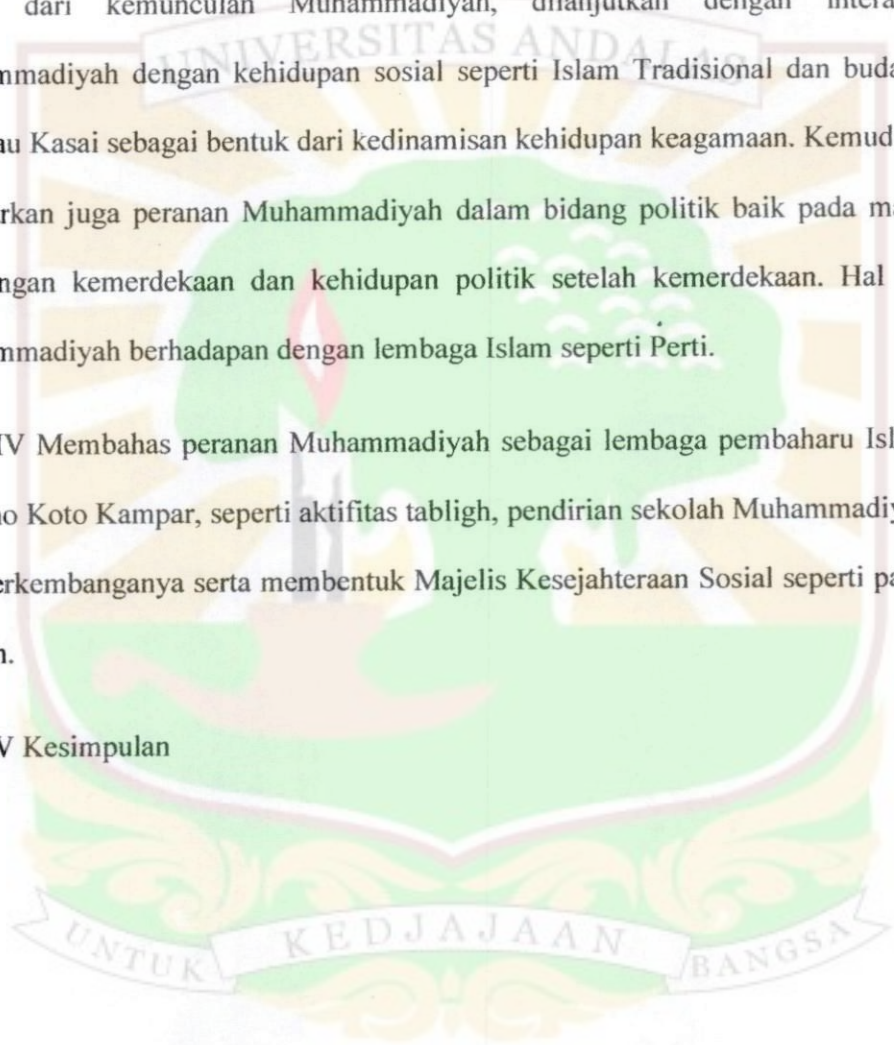 dari kemunculan Muhammadiyah, dilanjutkan dengan
UNIVERSITAS ANDALAS
mmadiyah dengan kehidupan sosial seperti Islam Tradisional dan buda
au Kasai sebagai bentuk dari kedinamisan kehidupan keagamaan. Kemud
rkan juga peranan Muhammadiyah dalam bidang politik baik pada m
ngan kemerdekaan dan kehidupan politik setelah kemerdekaan. Hal
mmadiyah berhadapan dengan lembaga Islam seperti Perti.
IV Membahas peranan Muhammadiyah sebagai lembaga pembaharu Isl
o Koto Kampar, seperti aktifitas tabligh, pendirian sekolah Muhammadiy
erkembanganya serta membentuk Majelis Kesejahteraan Sosial seperti pa
n.
V Kesimpulan
UNTUK KEDJAJAAN BANGSA